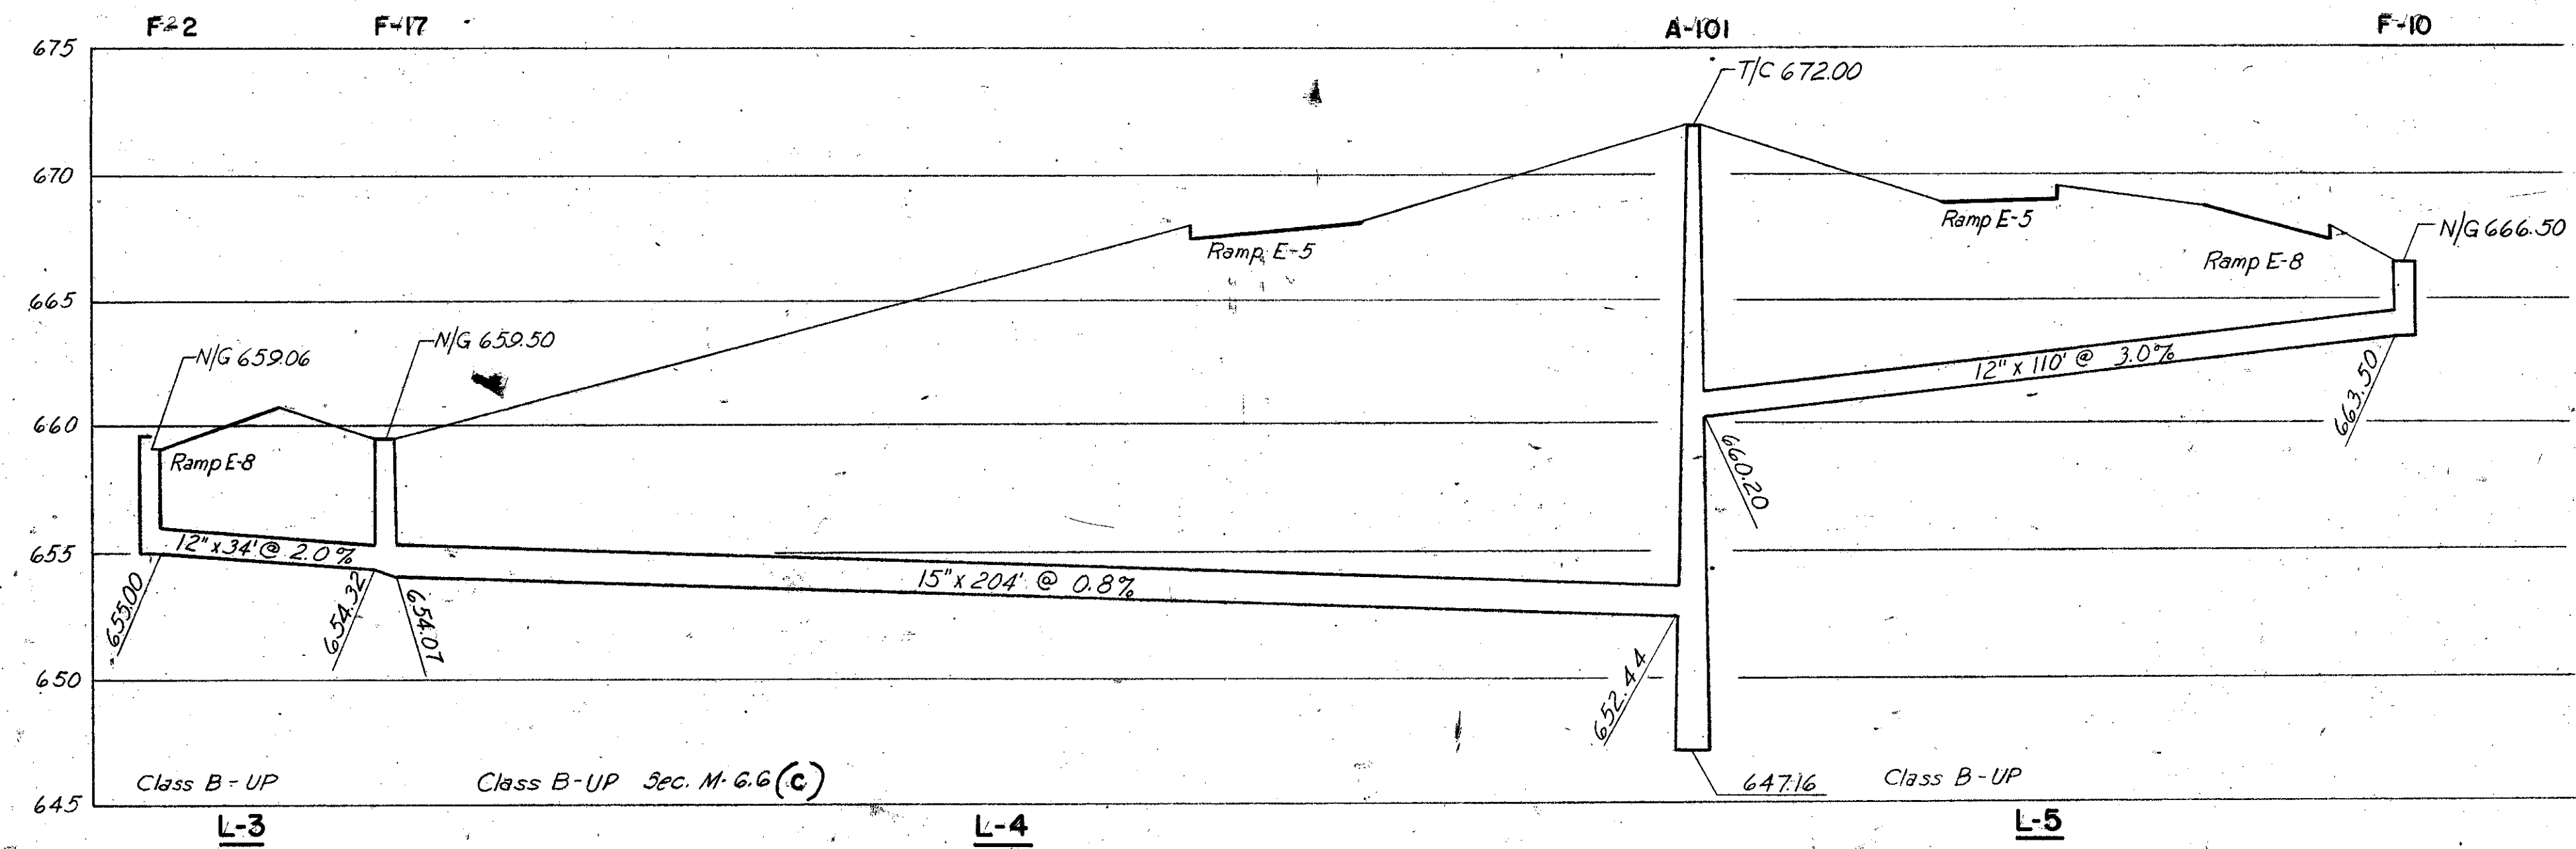 F-22 F-17 A-101 F-10
675
T/C 672.00
670
Ramp E-5
Ramp E-5
N/G 666.50
Ramp E-8
665
N/G 659.06
N/G 659.50
12" x 110' @ 3.0%
663.50
660
Ramp E-8
660.20
655
12" x 34' @ 2.0%
15" x 204' @ 0.8%
655.00
654.32
654.07
652.44
650
Class B-UP
Class B-UP Sec. M-6.6 (C)
647.16
Class B-UP
645
L-3
L-4
L-5